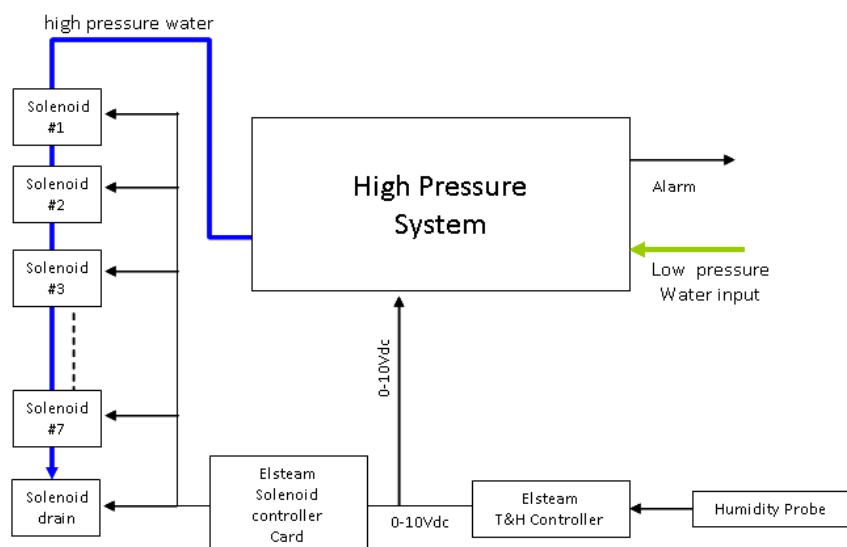 high pressure water
Solenoid
#1
Solenoid
#2
Solenoid
#3
Solenoid
#7
Solenoid
drain
High Pressure
System
Alarm
Low pressure
Water input
0-10Vdc
Elsteam
Solenoid
controller
Card
0-10Vdc
Elsteam
T&H Controller
Humidity Probe